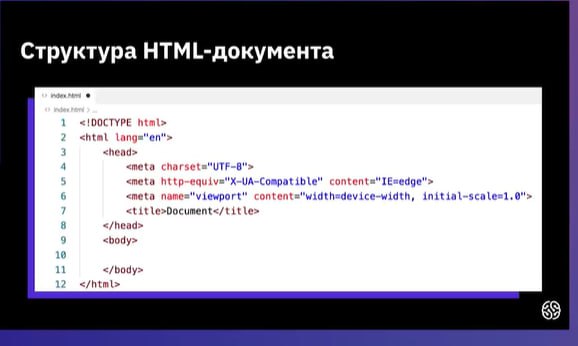 Структура HTML-документа
index.html
index.html > ...
1 <!DOCTYPE html>
2 <html lang="en">
3 <head>
4 <meta charset="UTF-8">
5 <meta http-equiv="X-UA-Compatible" content="IE=edge">
6 <meta name="viewport" content="width=device-width, initial-scale=1.0">
7 <title>Document</title>
8 </head>
9 <body>
10
11 </body>
12 </html>